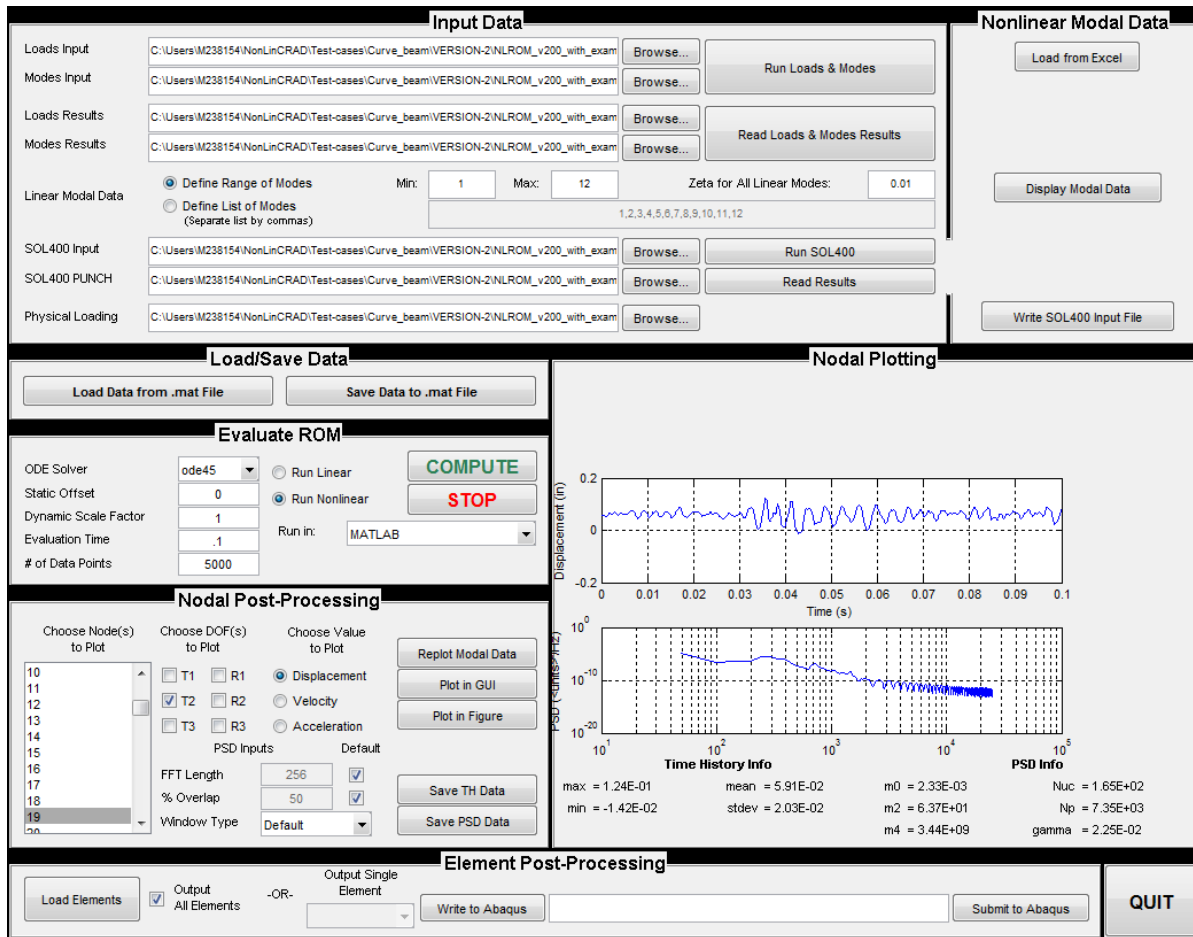 Input Data
Loads Input
C:\Users\M238154\NonLinCRAD\Test-cases\Curve_beam\VERSION-2\NLROM_v200_with_exam
Browse...
Modes Input
C:\Users\M238154\NonLinCRAD\Test-cases\Curve_beam\VERSION-2\NLROM_v200_with_exam
Browse...
Run Loads & Modes
Loads Results
C:\Users\M238154\NonLinCRAD\Test-cases\Curve_beam\VERSION-2\NLROM_v200_with_exam
Browse...
Modes Results
C:\Users\M238154\NonLinCRAD\Test-cases\Curve_beam\VERSION-2\NLROM_v200_with_exam
Browse...
Read Loads & Modes Results
Linear Modal Data
Define Range of Modes
Min: 1 Max: 12
Zeta for All Linear Modes: 0.01
Define List of Modes
(Separate list by commas)
1,2,3,4,5,6,7,8,9,10,11,12
SOL400 Input
C:\Users\M238154\NonLinCRAD\Test-cases\Curve_beam\VERSION-2\NLROM_v200_with_exam
Browse...
Run SOL400
SOL400 PUNCH
C:\Users\M238154\NonLinCRAD\Test-cases\Curve_beam\VERSION-2\NLROM_v200_with_exam
Browse...
Read Results
Physical Loading
C:\Users\M238154\NonLinCRAD\Test-cases\Curve_beam\VERSION-2\NLROM_v200_with_exam
Browse...
Nonlinear Modal Data
Load from Excel
Display Modal Data
Write SOL400 Input File
Load/Save Data
Load Data from .mat File
Save Data to .mat File
Evaluate ROM
ODE Solver ode45
Static Offset 0
Dynamic Scale Factor 1
Evaluation Time .1
# of Data Points 5000
Run Linear
Run Nonlinear
Run in: MATLAB
COMPUTE
STOP
Nodal Post-Processing
Choose Node(s)
to Plot
10
11
12
13
14
15
16
17
18
19
20
Choose DOF(s)
to Plot
T1 R1
T2 R2
T3 R3
Choose Value
to Plot
Displacement
Velocity
Acceleration
PSD Inputs Default
FFT Length 256
% Overlap 50
Window Type Default
Replot Modal Data
Plot in GUI
Plot in Figure
Save TH Data
Save PSD Data
Nodal Plotting
Displacement (in)
0.2
0
-0.2
0 0.01 0.02 0.03 0.04 0.05 0.06 0.07 0.08 0.09 0.1
Time (s)
PSD (<units>²/Hz)
10^0
10^-10
10^-20
10^1 10^2 10^3 10^4 10^5
Time History Info
PSD Info
max = 1.24E-01 mean = 5.91E-02 m0 = 2.33E-03 Nuc = 1.65E+02
min = -1.42E-02 stdev = 2.03E-02 m2 = 6.37E+01 Np = 7.35E+03
m4 = 3.44E+09 gamma = 2.25E-02
Element Post-Processing
Load Elements
Output
All Elements
-OR-
Output Single
Element
Write to Abaqus
Submit to Abaqus
QUIT